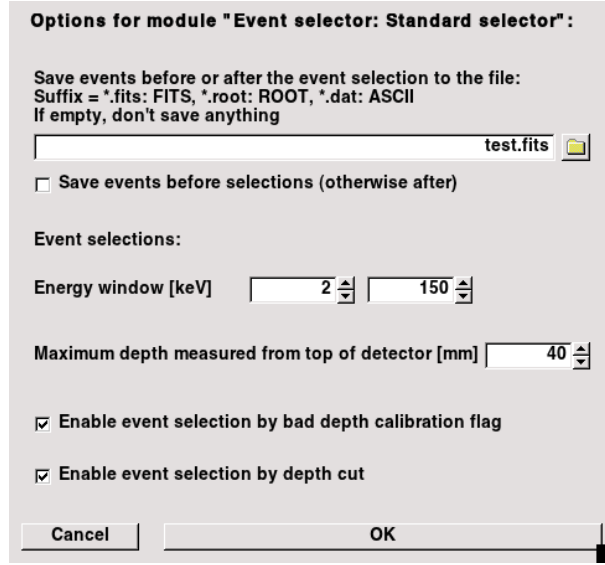 Options for module "Event selector: Standard selector":
Save events before or after the event selection to the file:
Suffix = *.fits: FITS, *.root: ROOT, *.dat: ASCII
If empty, don't save anything
test.fits
Save events before selections (otherwise after)
Event selections:
Energy window [keV] 2 150
Maximum depth measured from top of detector [mm] 40
Enable event selection by bad depth calibration flag
Enable event selection by depth cut
Cancel OK